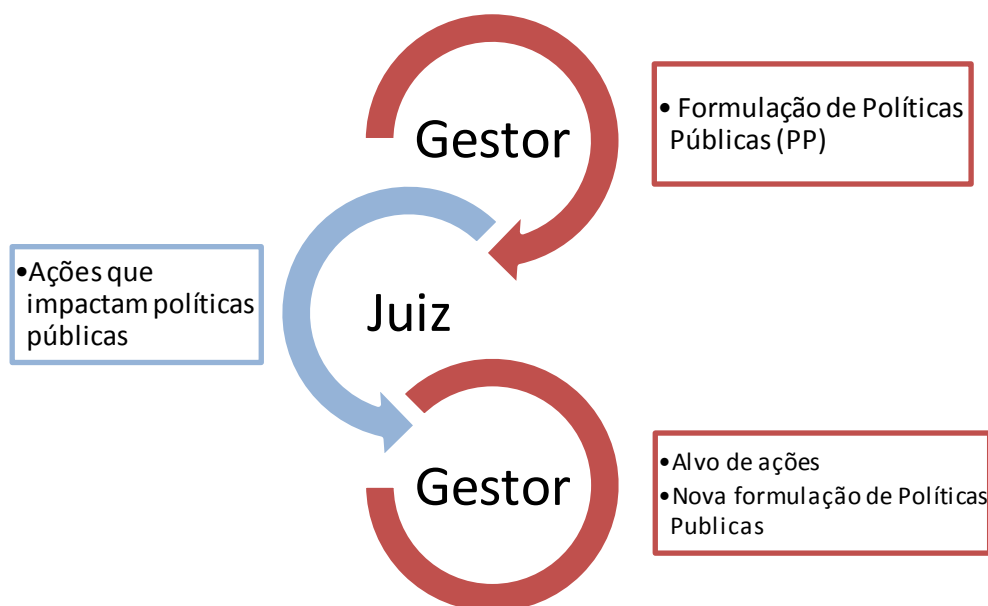 Gestor
• Formulação de Políticas
Públicas (PP)
•Ações que
impactam políticas
públicas
Juiz
Gestor
•Alvo de ações
•Nova formulação de Políticas
Publicas